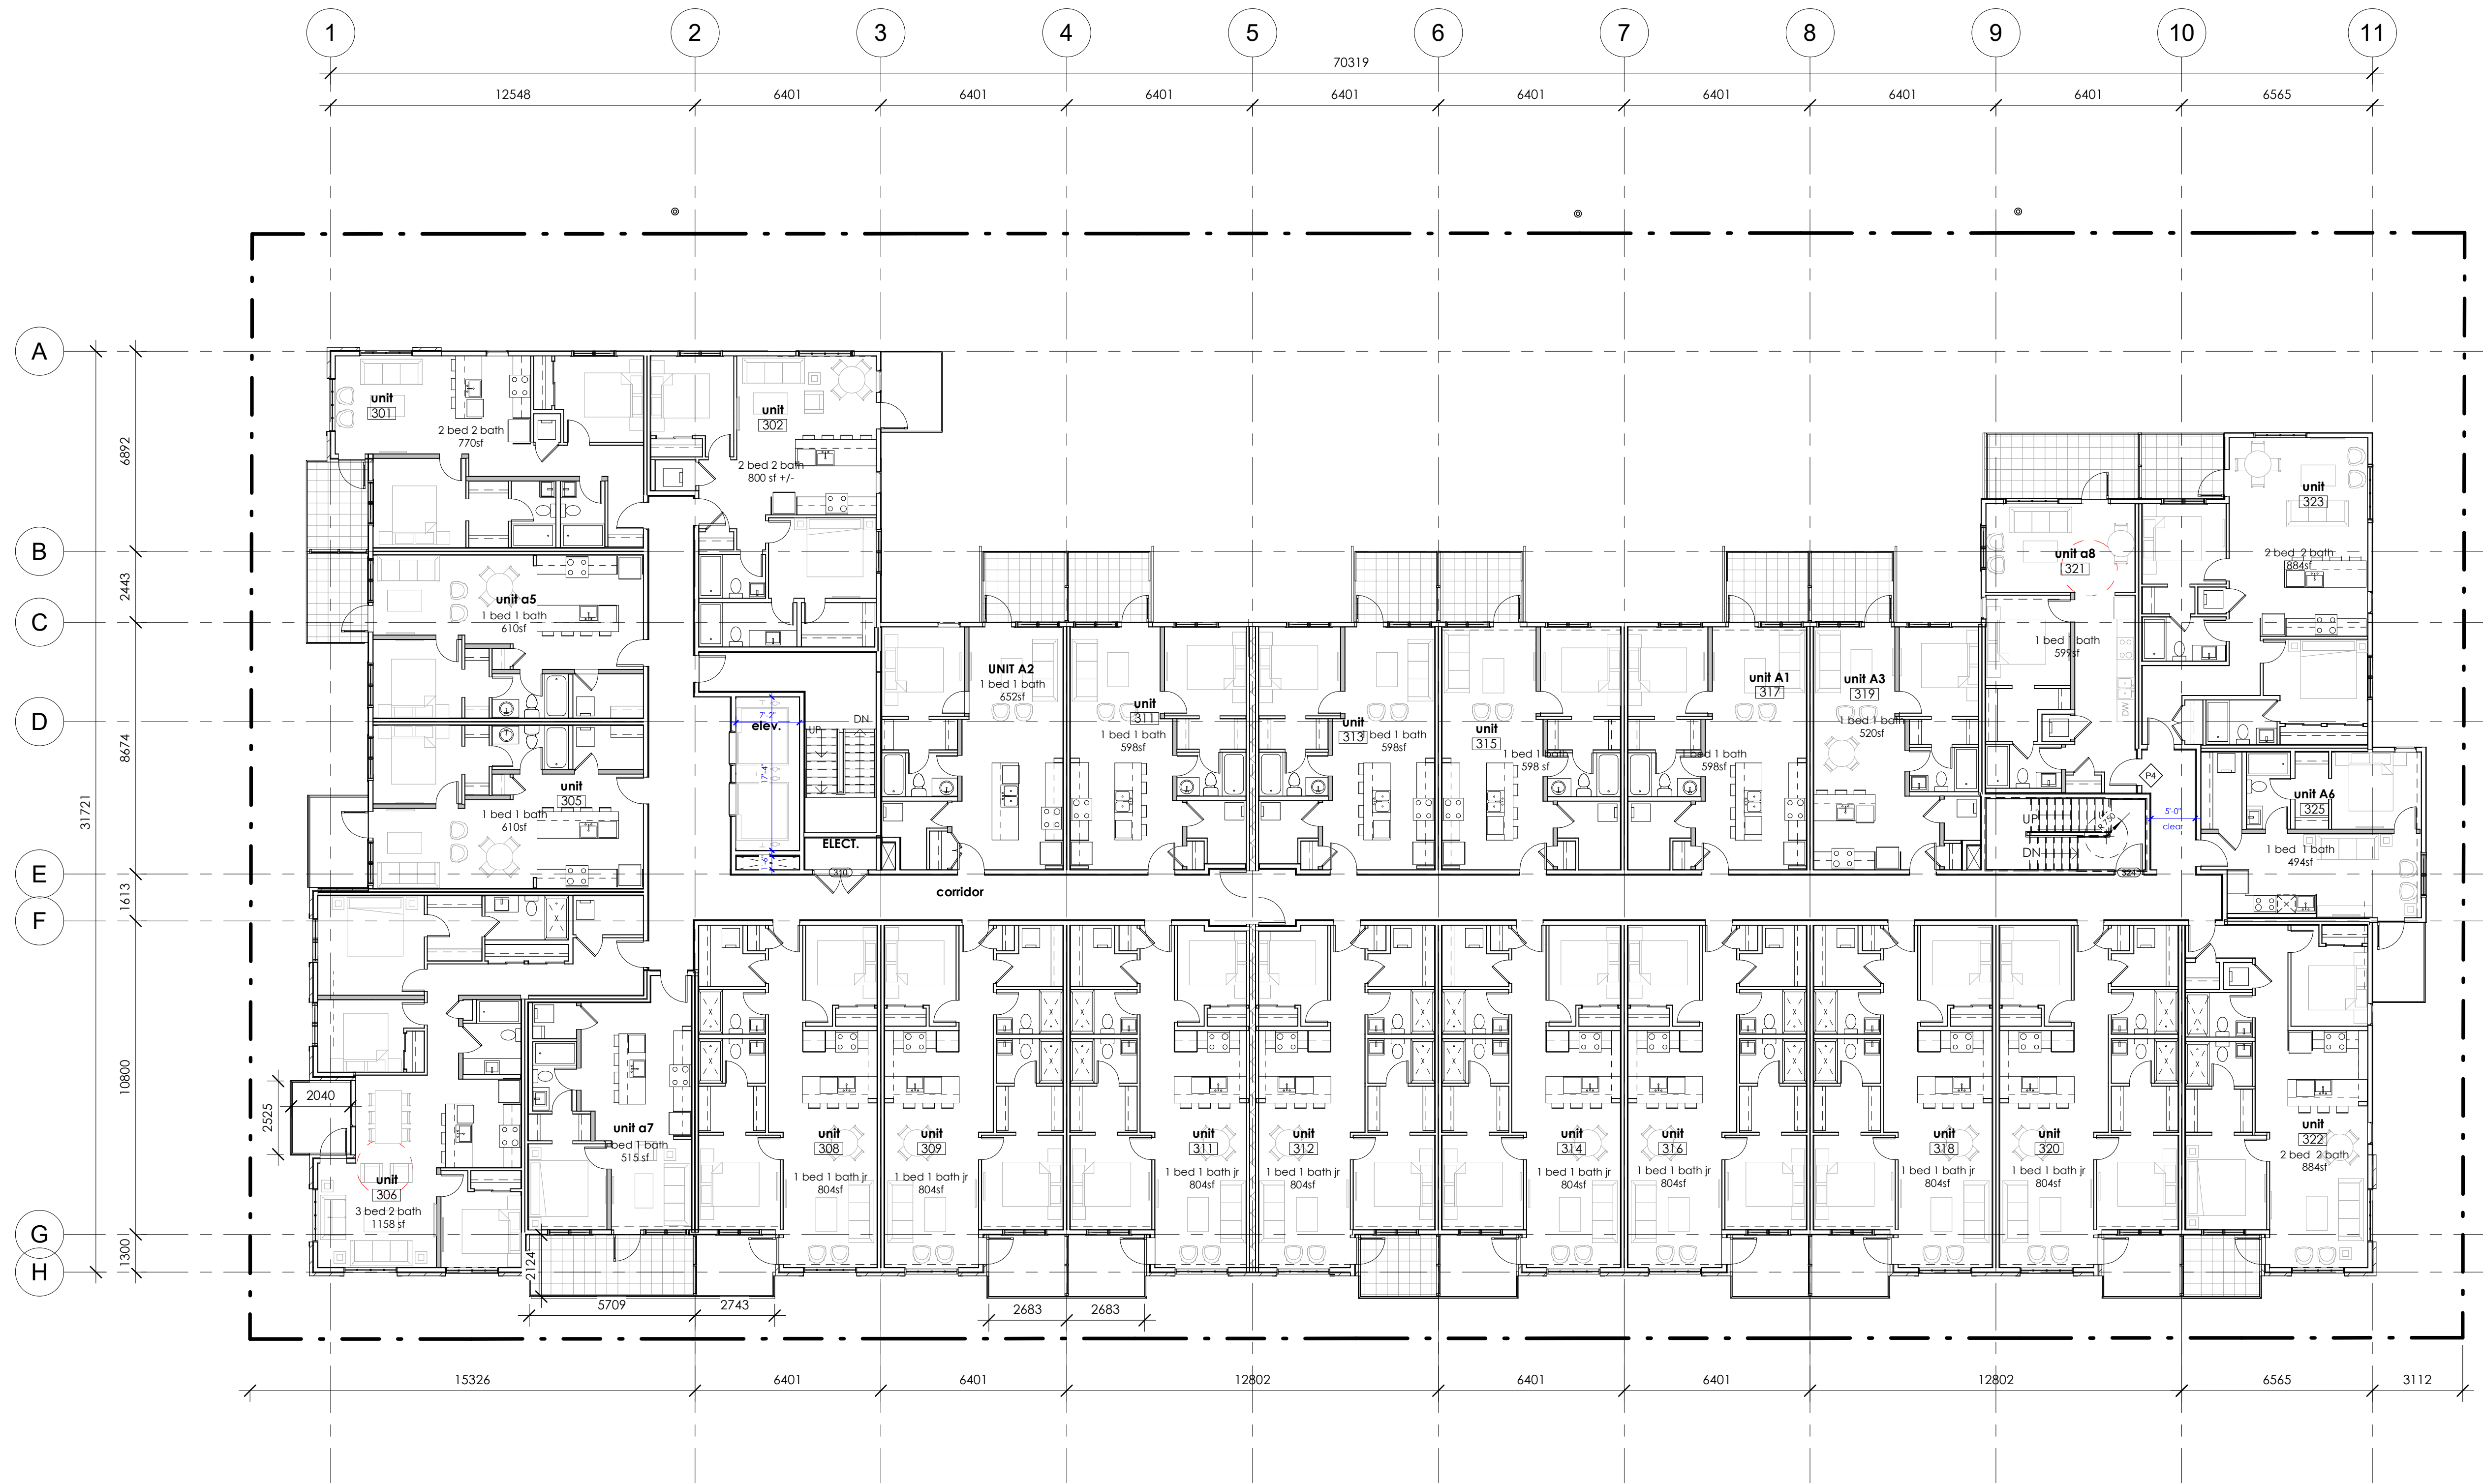 1 2 3 4 5 6 7 8 9 10 11
70319
12548 6401 6401 6401 6401 6401 6401 6401 6401 6565
A
B
C
D
E
F
G
H
31721
6892
2443
8674
1613
10800
1300
unit
301
2 bed 2 bath
770sf
unit
302
2 bed 2 bath
800 sf +/-
unit a5
1 bed 1 bath
610sf
unit
305
1 bed 1 bath
610sf
elev.
7'-2"
17'-4"
1'-6"
UP
DN
ELECT.
310
corridor
UNIT A2
1 bed 1 bath
652sf
unit
311
1 bed 1 bath
598sf
unit
313
1 bed 1 bath
598sf
unit
315
1 bed 1 bath
598 sf
unit A1
317
1 bed 1 bath
598sf
unit A3
319
1 bed 1 bath
520sf
unit a8
321
1 bed 1 bath
599sf
DW
unit
323
2 bed 2 bath
884sf
P4
5'-0"
clear
UP
DN
R 750
324
unit A6
325
1 bed 1 bath
494sf
unit
306
3 bed 2 bath
1158 sf
2040
2525
unit a7
1 bed 1 bath
515 sf
unit
308
1 bed 1 bath jr
804sf
unit
309
1 bed 1 bath jr
804sf
unit
311
1 bed 1 bath jr
804sf
unit
312
1 bed 1 bath jr
804sf
unit
314
1 bed 1 bath jr
804sf
unit
316
1 bed 1 bath jr
804sf
unit
318
1 bed 1 bath jr
804sf
unit
320
1 bed 1 bath jr
804sf
unit
322
2 bed 2 bath
884sf
2124
5709 2743 2683 2683
15326 6401 6401 12802 6401 6401 12802 6565 3112